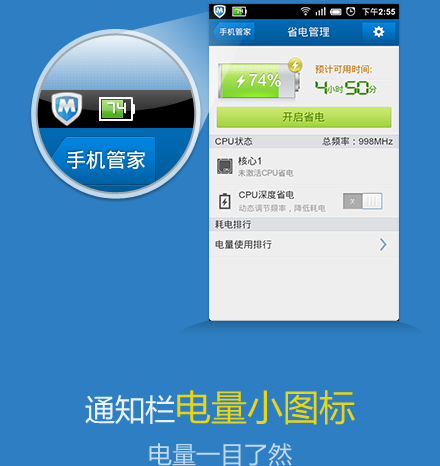 下午2:55
手机管家
省电管理
M
74
手机管家
74%
预计可用时间:
4小时50分
开启省电
CPU状态
总频率：998MHz
核心1
未激活CPU省电
CPU深度省电
动态调节频率，降低耗电
耗电排行
电量使用排行
通知栏电量小图标
电量一目了然